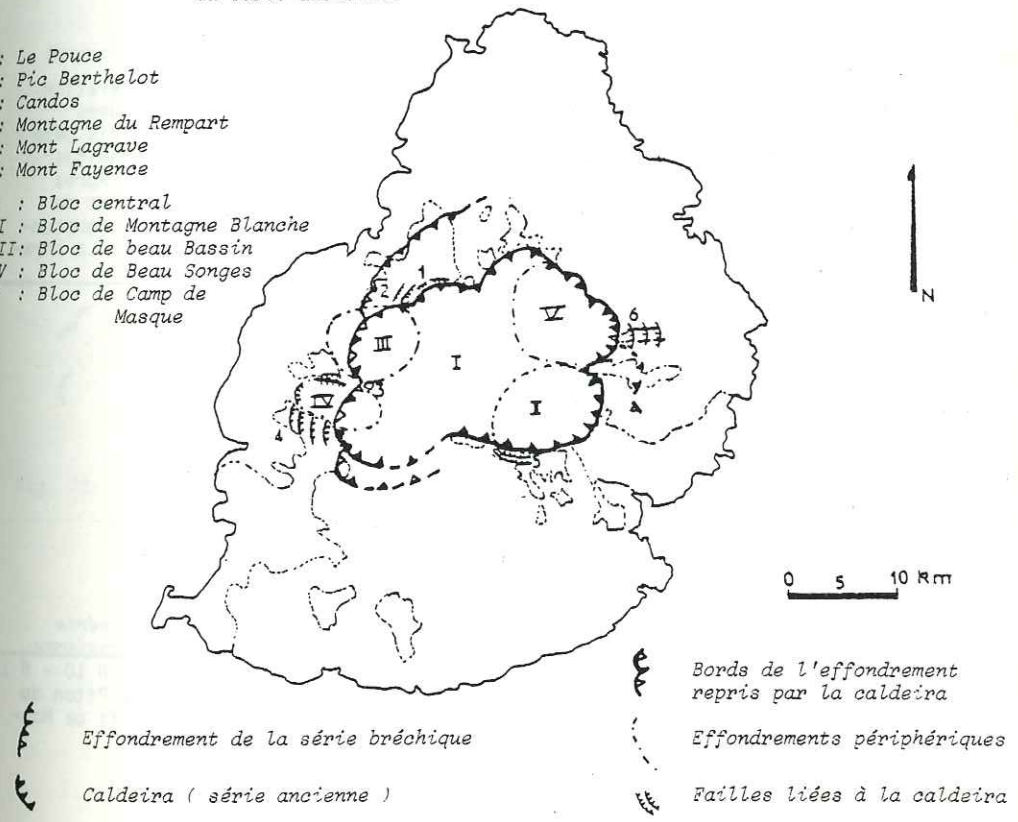 : Le Pouce
: Pic Berthelot
: Candos
: Montagne du Rempart
: Mont Lagrave
: Mont Fayence
: Bloc central
I : Bloc de Montagne Blanche
II: Bloc de beau Bassin
V : Bloc de Beau Songes
: Bloc de Camp de
Masque
1
2
6
V
III
I
3
IV
I
4
N
0 5 10 Km
Bords de l'effondrement
repris par la caldeira
Effondrement de la série bréchique
Effondrements périphériques
Caldeira ( série ancienne )
Failles liées à la caldeira